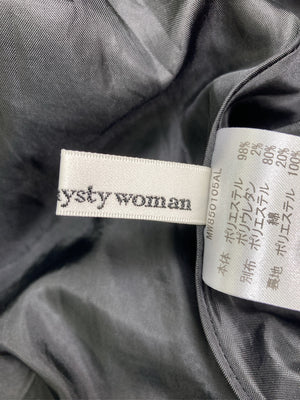 ysty woman
本体 ポリエステル 98%
ポリウレタン 2%
別布 ポリエステル 80%
綿 20%
裏地 ポリエステル 100%
MW850105AL